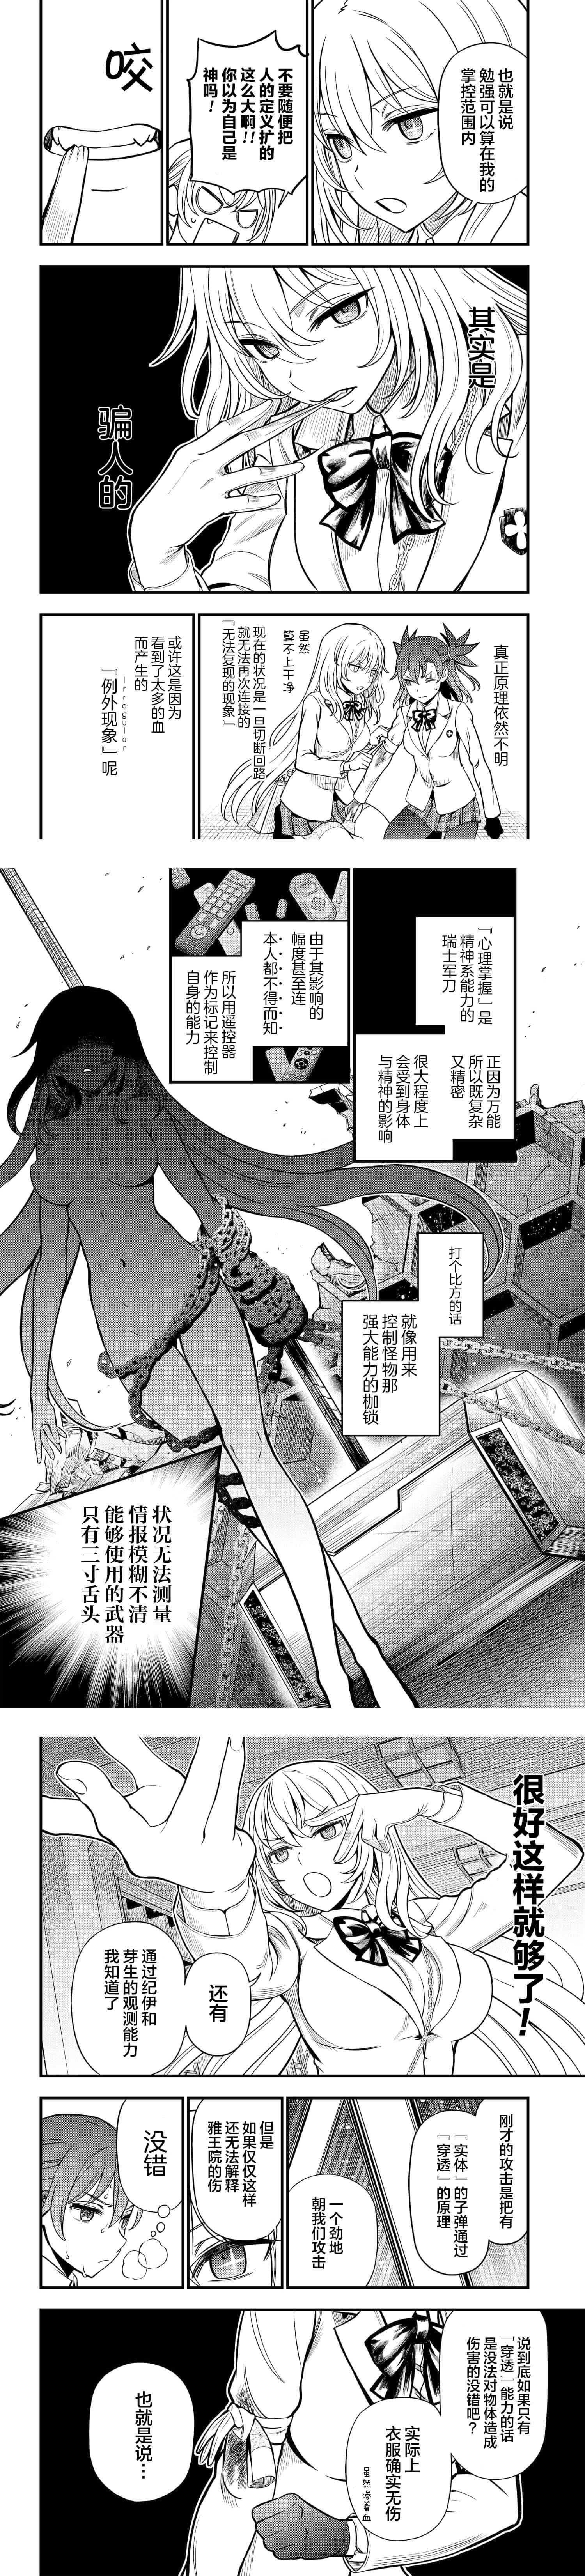 也就是说
勉强可以算在我的
掌控范围内
不要随便把
人的定义扩的
这么大啊!!
你以为自己是
神吗!
咬
其实是
骗人的
真正原理依然不明
虽然
繫不上干净
现在的状况是一旦切断回路
就无法再次连接的
『无法复现的现象』
或许这是因为
看到了太多的血
而产生的
『例外现象』呢
Irregular
『心理掌握』是
精神系能力的
瑞士军刀
正因为万能
所以既复杂
又精密
很大程度上
会受到身体
与精神的影响
由于其影响的
幅度甚至连
本人都不得而知
所以用遥控器
作为标记来控制
自身的能力
打个比方的话
就像用来
控制怪物那
强大能力的枷锁
状况无法测量
情报模糊不清
能够使用的武器
只有三寸舌头
很好这样就够了!
还有
通过纪伊和
芽生的观测能力
我知道了
刚才的攻击是把有
『实体』的子弹通过
『穿透』的原理
一个劲地
朝我们攻击
但是
如果仅仅这样
还无法解释
雅王院的伤
没错
说到底如果只有
『穿透』能力的话
是没法对物体造成
伤害的没错吧?
实际上
衣服确实无伤
虽然渗着血
也就是说…